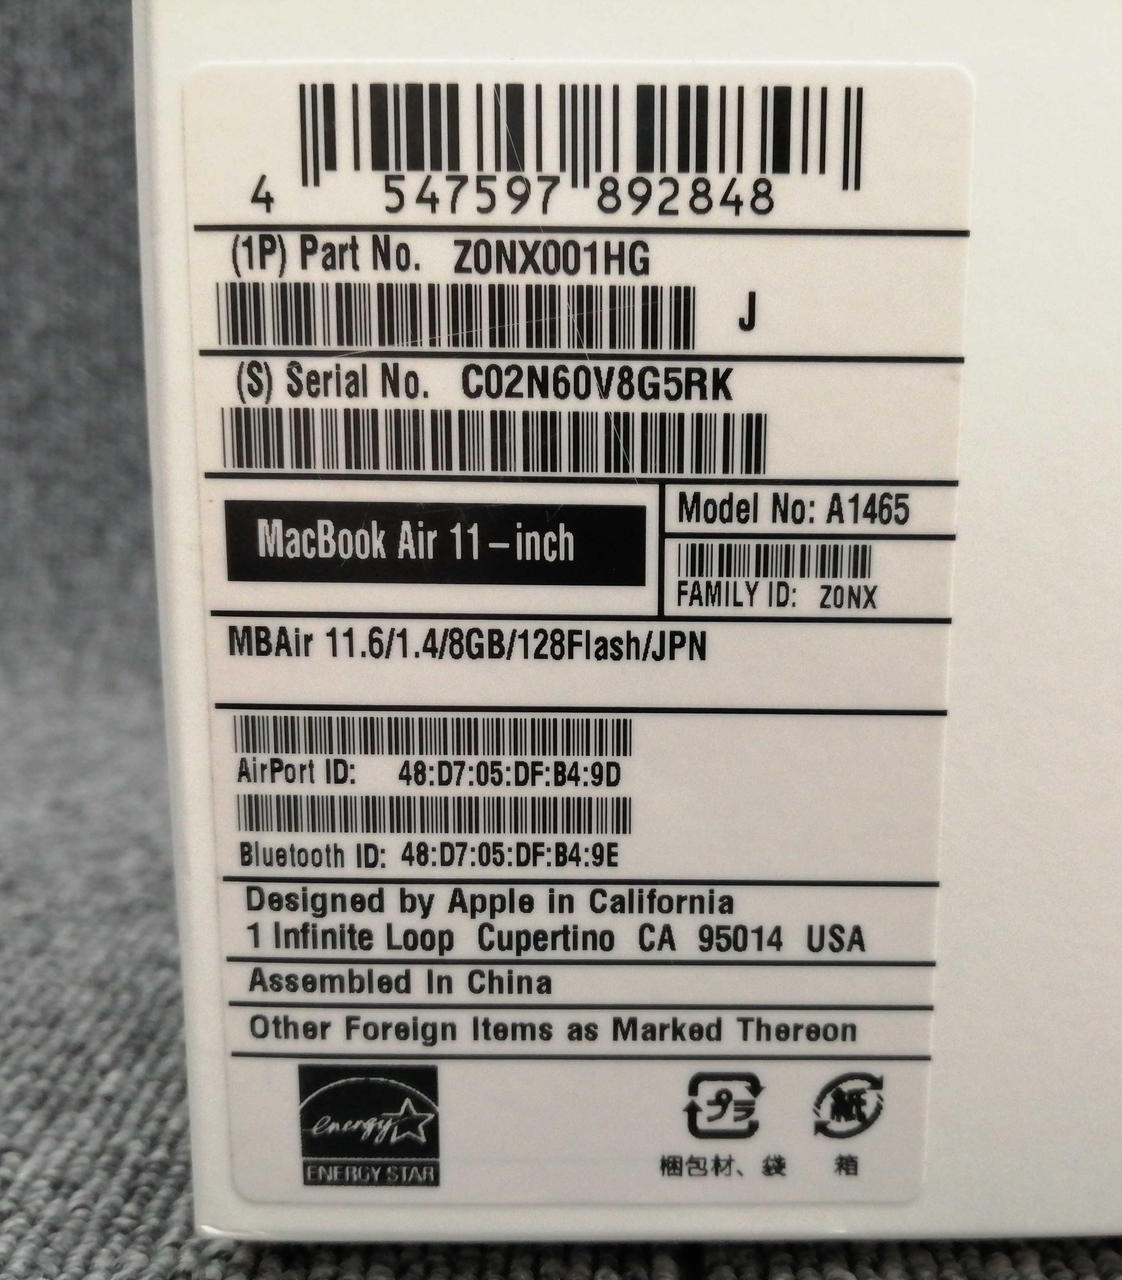 4 547597 892848
(1P) Part No. Z0NX001HG
J
(S) Serial No. C02N60V8G5RK
MacBook Air 11-inch
Model No: A1465
FAMILY ID: Z0NX
MBAir 11.6/1.4/8GB/128Flash/JPN
AirPort ID: 48:D7:05:DF:B4:9D
Bluetooth ID: 48:D7:05:DF:B4:9E
Designed by Apple in California
1 Infinite Loop Cupertino CA 95014 USA
Assembled In China
Other Foreign Items as Marked Thereon
energy
ENERGY STAR
プラ 紙
梱包材、袋 箱